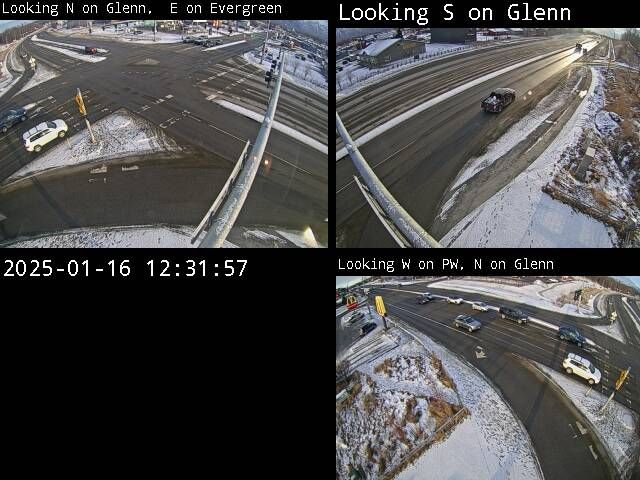 Looking N on Glenn, E on Evergreen
Looking S on Glenn
2025-01-16 12:31:57
Looking W on PW, N on Glenn